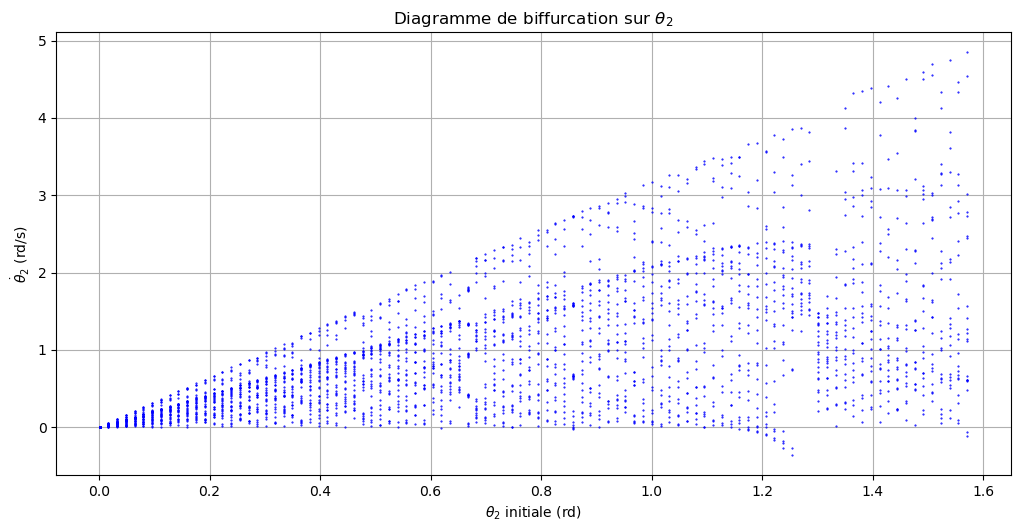 Diagramme de biffurcation sur θ₂
5
4
3
2
1
0
θ̇₂ (rd/s)
0.0 0.2 0.4 0.6 0.8 1.0 1.2 1.4 1.6
θ₂ initiale (rd)